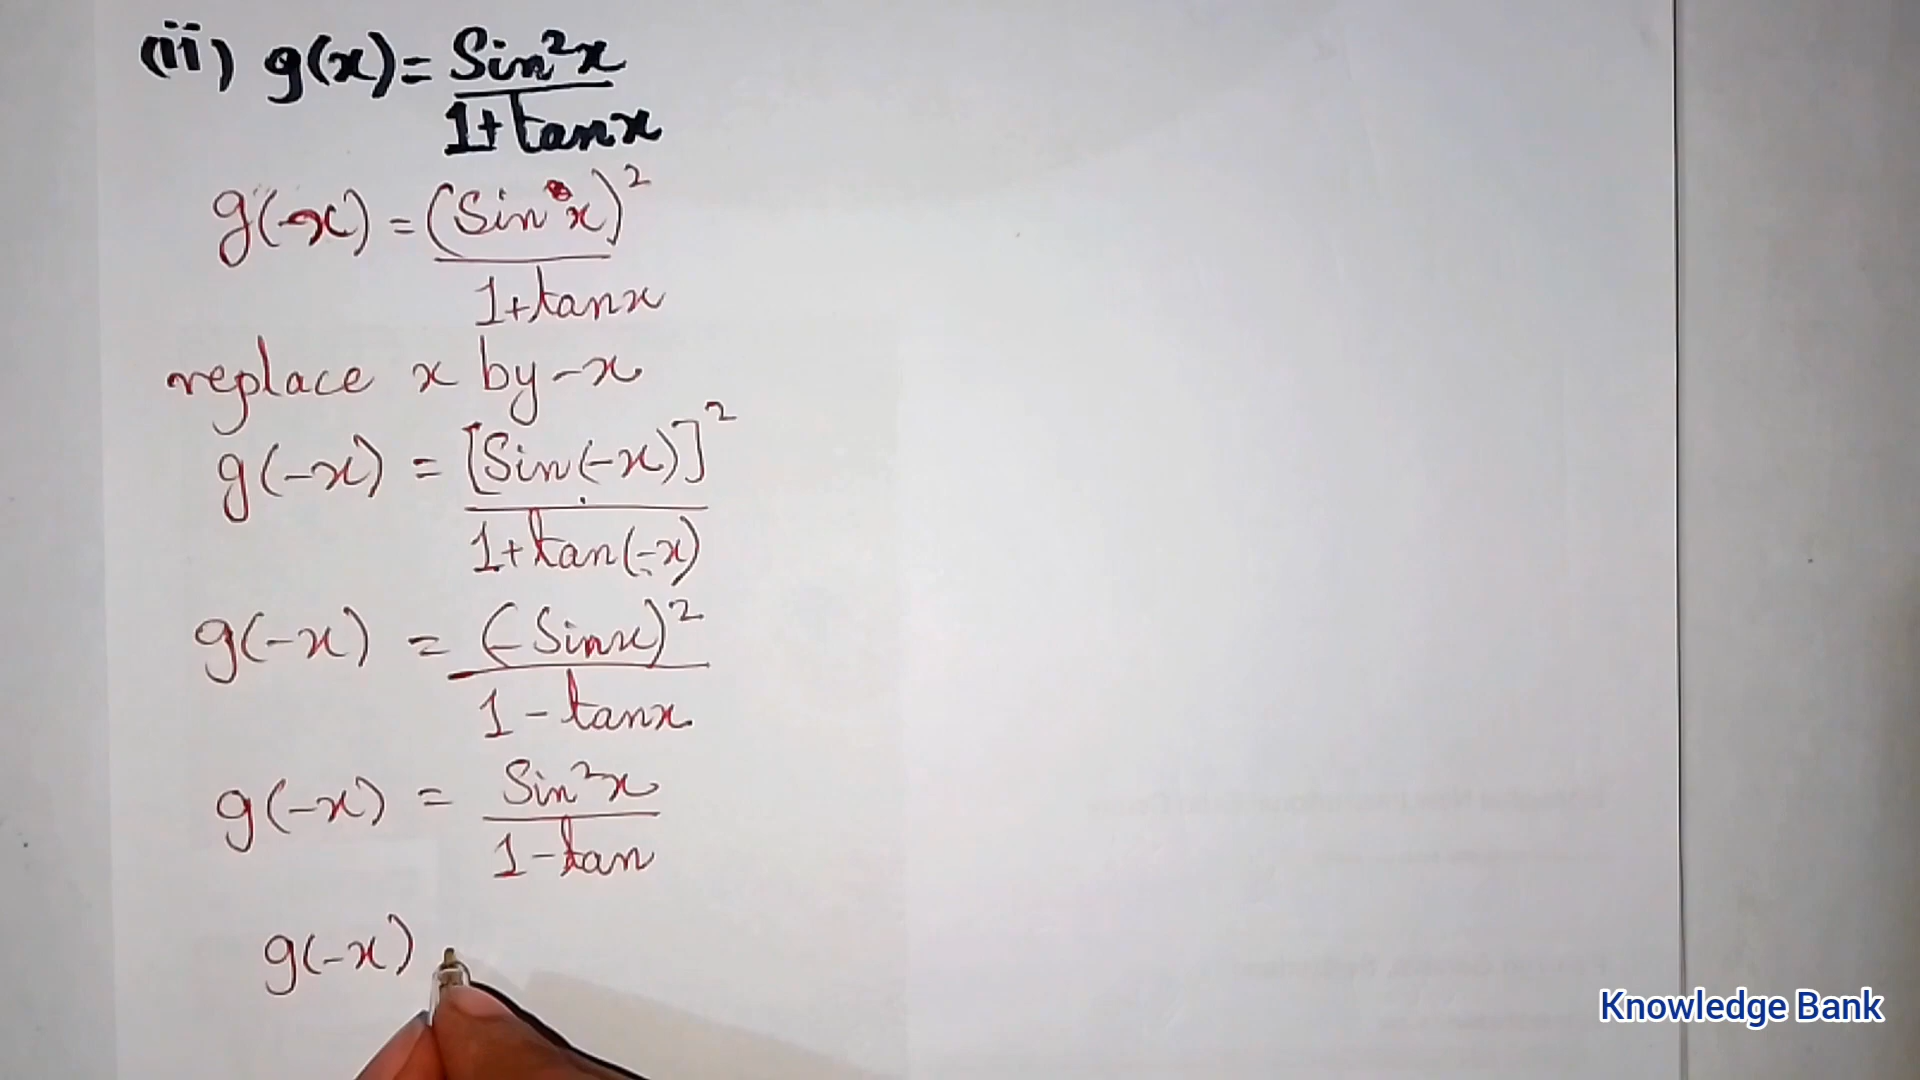 (ii) g(x) = Sin²x / 1+tanx
g(-x) = (Sin x)² / 1+tanx
replace x by -x
g(-x) = [Sin(-x)]² / 1+tan(-x)
g(-x) = (-Sinx)² / 1-tanx
g(-x) = Sin²x / 1-tan
g(-x)
Knowledge Bank